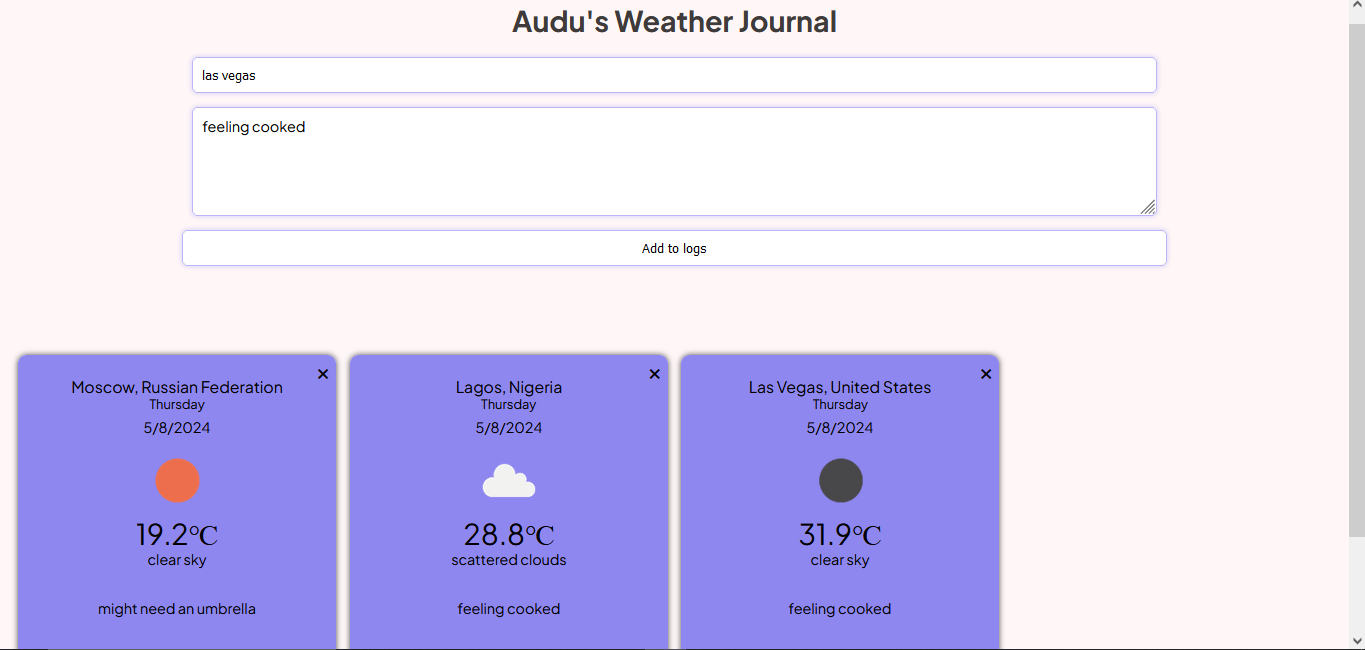 Audu's Weather Journal
las vegas
feeling cooked
Add to logs
Moscow, Russian Federation
Thursday
5/8/2024
19.2℃
clear sky
might need an umbrella
Lagos, Nigeria
Thursday
5/8/2024
28.8℃
scattered clouds
feeling cooked
Las Vegas, United States
Thursday
5/8/2024
31.9℃
clear sky
feeling cooked